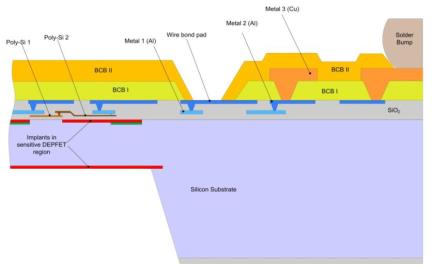 Metal 3 (Cu)
Metal 2 (Al)
Solder
Bump
Poly-Si 2
Poly-Si 1
Metal 1 (Al)
Wire bond pad
BCB II
BCB II
BCB I
BCB I
SiO₂
Implants in
sensitive DEPFET
region
Silicon Substrate